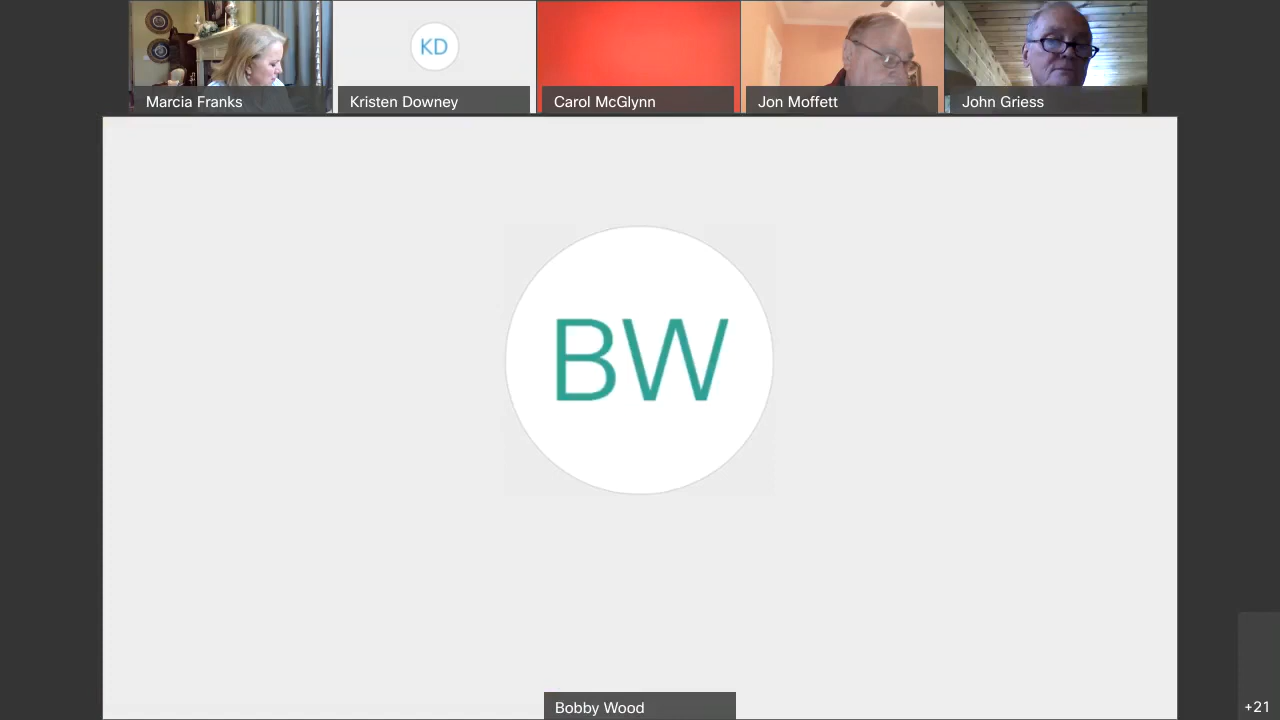 KD
Marcia Franks
Kristen Downey
Carol McGlynn
Jon Moffett
John Griess
BW
Bobby Wood
+21